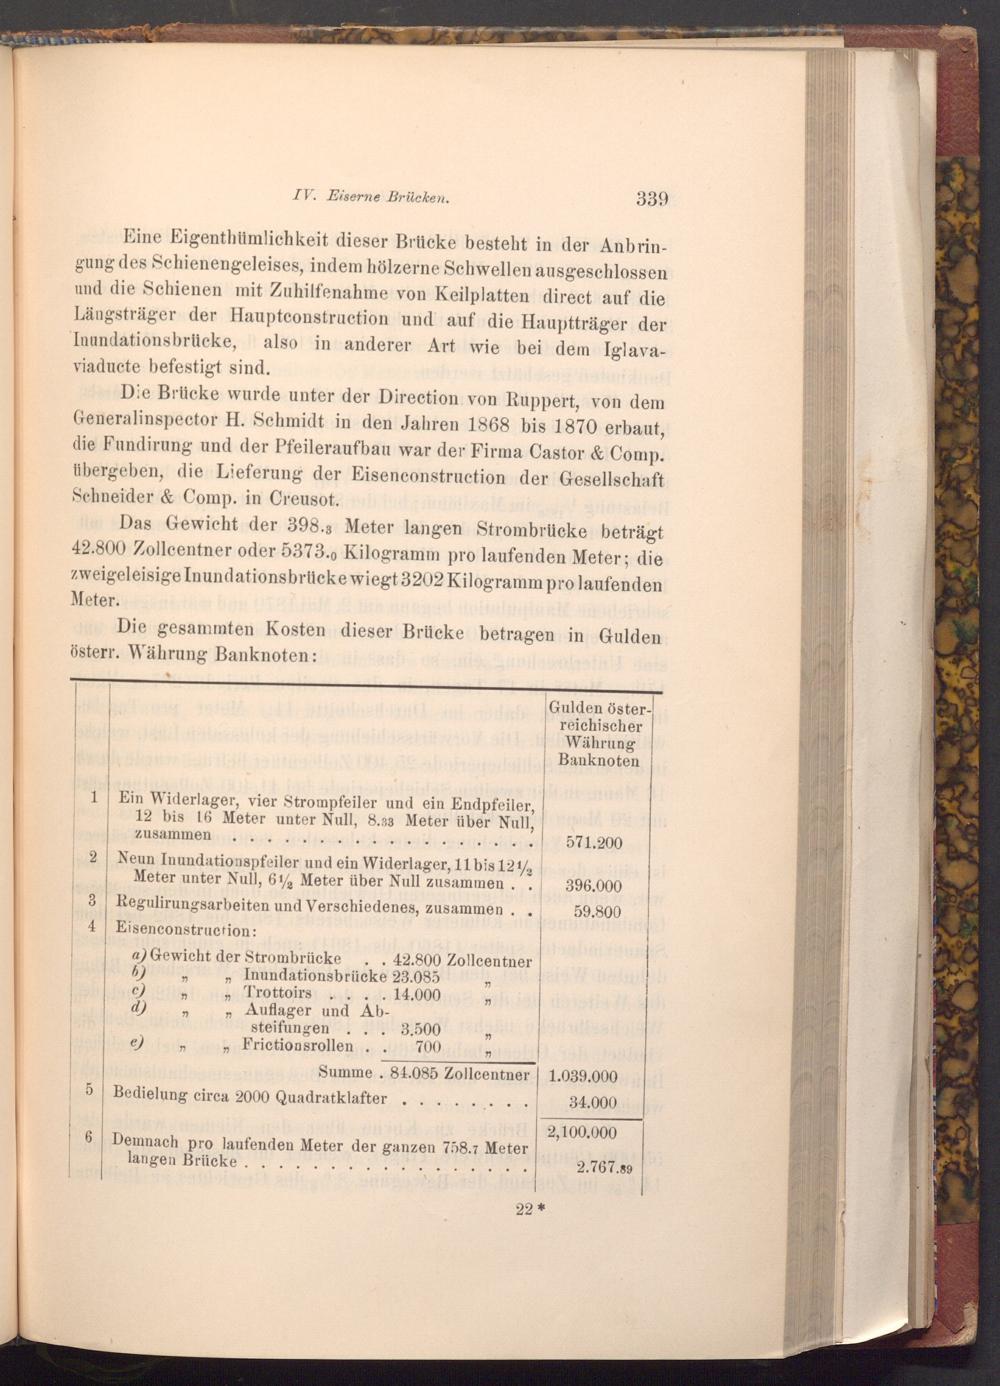 IV. Eiserne Brücken. 339
Eine Eigenthümlichkeit dieser Brücke besteht in der Anbrin-
gung des Schienengeleises, indem hölzerne Schwellen ausgeschlossen
und die Schienen mit Zuhilfenahme von Keilplatten direct auf die
Längsträger der Hauptconstruction und auf die Hauptträger der
Inundationsbrücke, also in anderer Art wie bei dem Iglava-
viaducte befestigt sind.
Die Brücke wurde unter der Direction von Ruppert, von dem
Generalinspector H. Schmidt in den Jahren 1868 bis 1870 erbaut,
die Fundirung und der Pfeileraufbau war der Firma Castor & Comp.
übergeben, die Lieferung der Eisenconstruction der Gesellschaft
Schneider & Comp. in Creusot.
Das Gewicht der 398.3 Meter langen Strombrücke beträgt
42.800 Zollcentner oder 5373.0 Kilogramm pro laufenden Meter; die
zweigeleisige Inundationsbrücke wiegt 3202 Kilogramm pro laufenden
Meter.
Die gesammten Kosten dieser Brücke betragen in Gulden
österr. Währung Banknoten:
Gulden öster-
reichischer
Währung
Banknoten
1 Ein Widerlager, vier Strompfeiler und ein Endpfeiler,
12 bis 16 Meter unter Null, 8.33 Meter über Null,
zusammen . . . . . . . . . . . . . . . . . . 571.200
2 Neun Inundationspfeiler und ein Widerlager, 11 bis 12½
Meter unter Null, 6½ Meter über Null zusammen . . 396.000
3 Regulirungsarbeiten und Verschiedenes, zusammen . . 59.800
4 Eisenconstruction:
a) Gewicht der Strombrücke . . 42.800 Zollcentner
b) „ „ Inundationsbrücke 23.085 „
c) „ „ Trottoirs . . . . 14.000 „
d) „ „ Auflager und Ab-
steifungen . . . 3.500 „
e) „ „ Frictionsrollen . . 700 „
Summe . 84.085 Zollcentner 1.039.000
5 Bedielung circa 2000 Quadratklafter . . . . . . . . 34.000
2,100.000
6 Demnach pro laufenden Meter der ganzen 758.7 Meter
langen Brücke . . . . . . . . . . . . . . . . . 2.767.89
22*